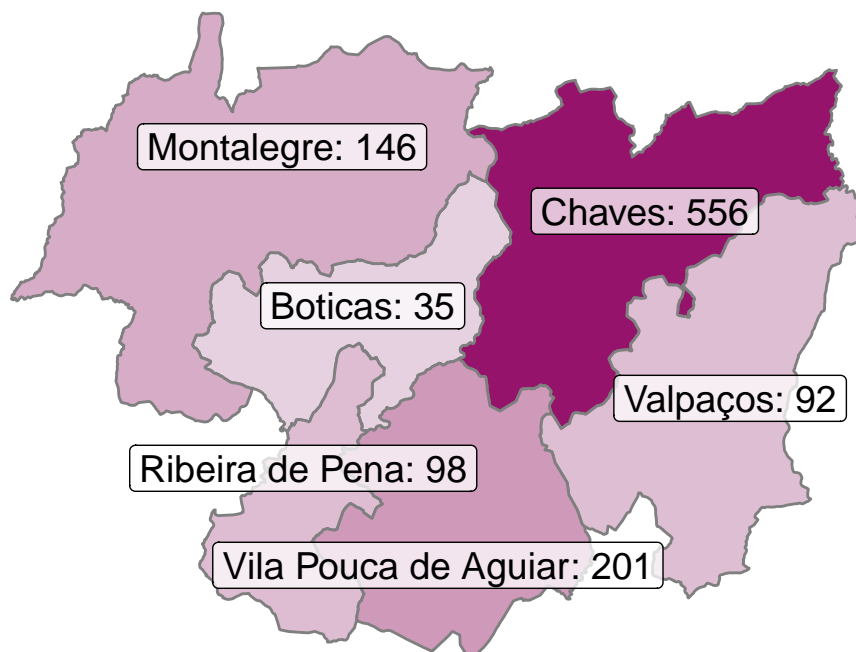 Montalegre: 146
Chaves: 556
Boticas: 35
Valpaços: 92
Ribeira de Pena: 98
Vila Pouca de Aguiar: 201